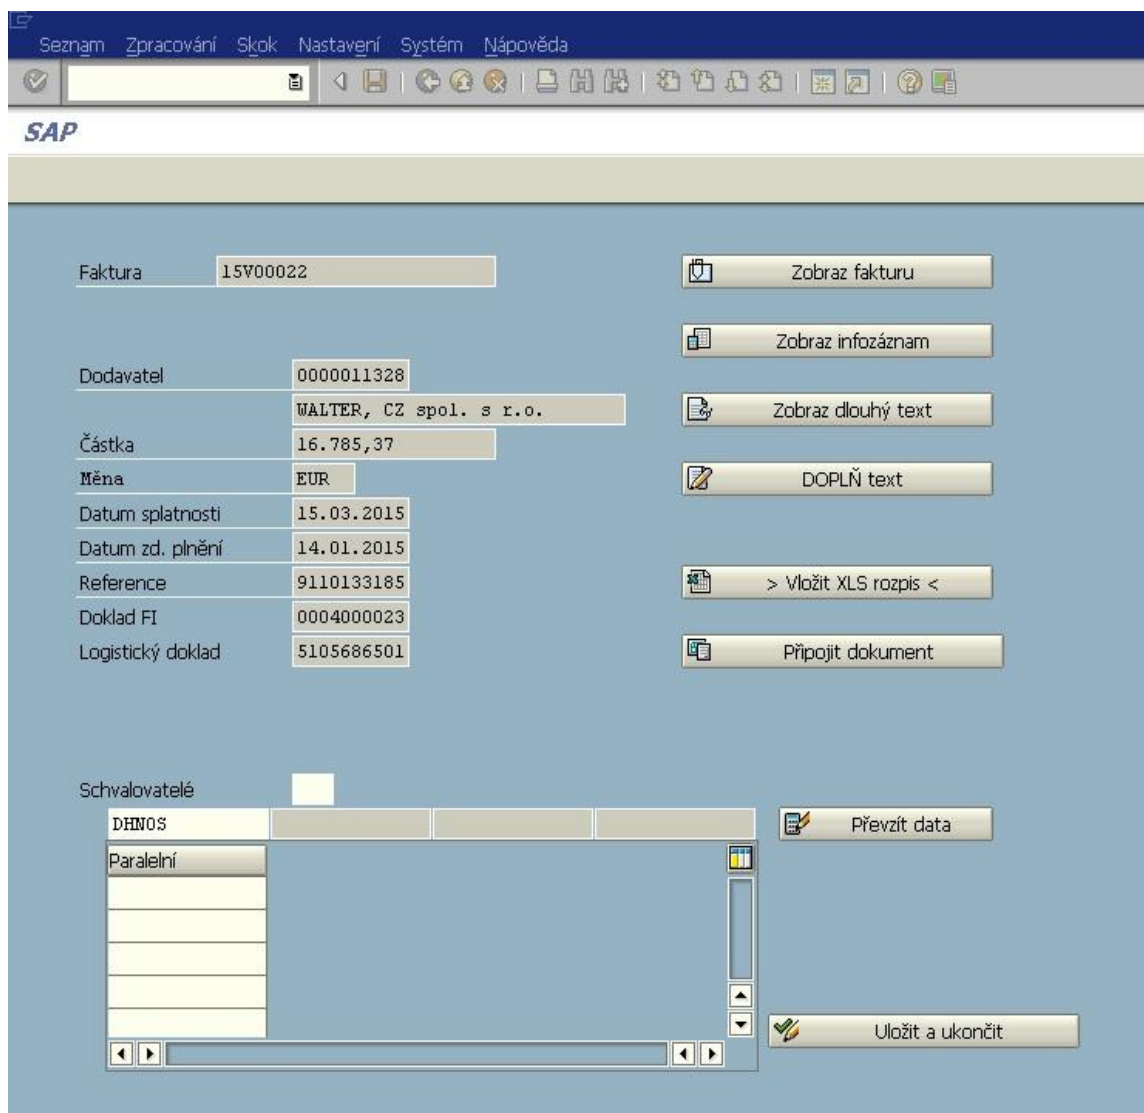 Seznam Zpracování Skok Nastavení Systém Nápověda
SAP
Faktura 15V00022 Zobraz fakturu
Zobraz infozáznam
Dodavatel 0000011328
WALTER, CZ spol. s r.o. Zobraz dlouhý text
Částka 16.785,37
Měna EUR DOPLŇ text
Datum splatnosti 15.03.2015
Datum zd. plnění 14.01.2015
Reference 9110133185 > Vložit XLS rozpis <
Doklad FI 0004000023
Logistický doklad 5105686501 Připojit dokument
Schvalovatelé
DHNOS Převzít data
Paralelní
Uložit a ukončit